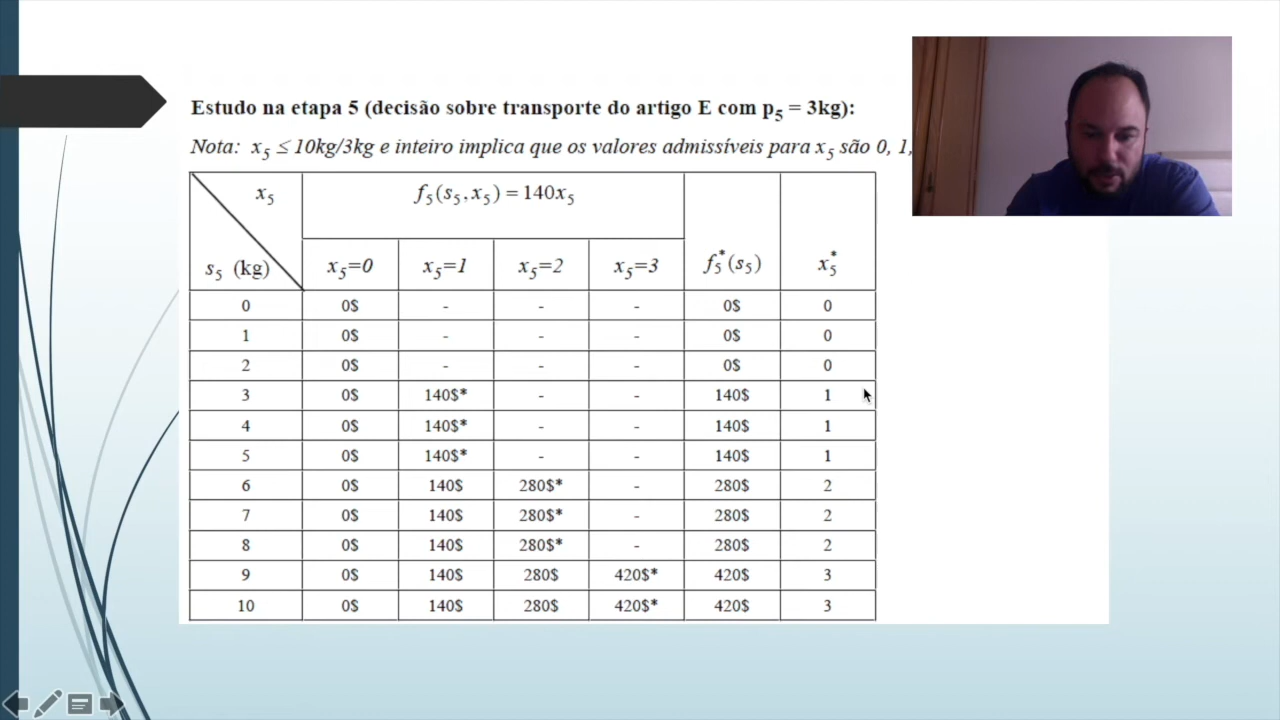 Estudo na etapa 5 (decisão sobre transporte do artigo E com p5 = 3kg):
Nota: x5 ≤ 10kg/3kg e inteiro implica que os valores admissíveis para x5 são 0, 1,
x5 f5(s5, x5) = 140x5
s5 (kg) x5=0 x5=1 x5=2 x5=3 f5*(s5) x5*
0 0$ - - - 0$ 0
1 0$ - - - 0$ 0
2 0$ - - - 0$ 0
3 0$ 140$* - - 140$ 1
4 0$ 140$* - - 140$ 1
5 0$ 140$* - - 140$ 1
6 0$ 140$ 280$* - 280$ 2
7 0$ 140$ 280$* - 280$ 2
8 0$ 140$ 280$* - 280$ 2
9 0$ 140$ 280$ 420$* 420$ 3
10 0$ 140$ 280$ 420$* 420$ 3